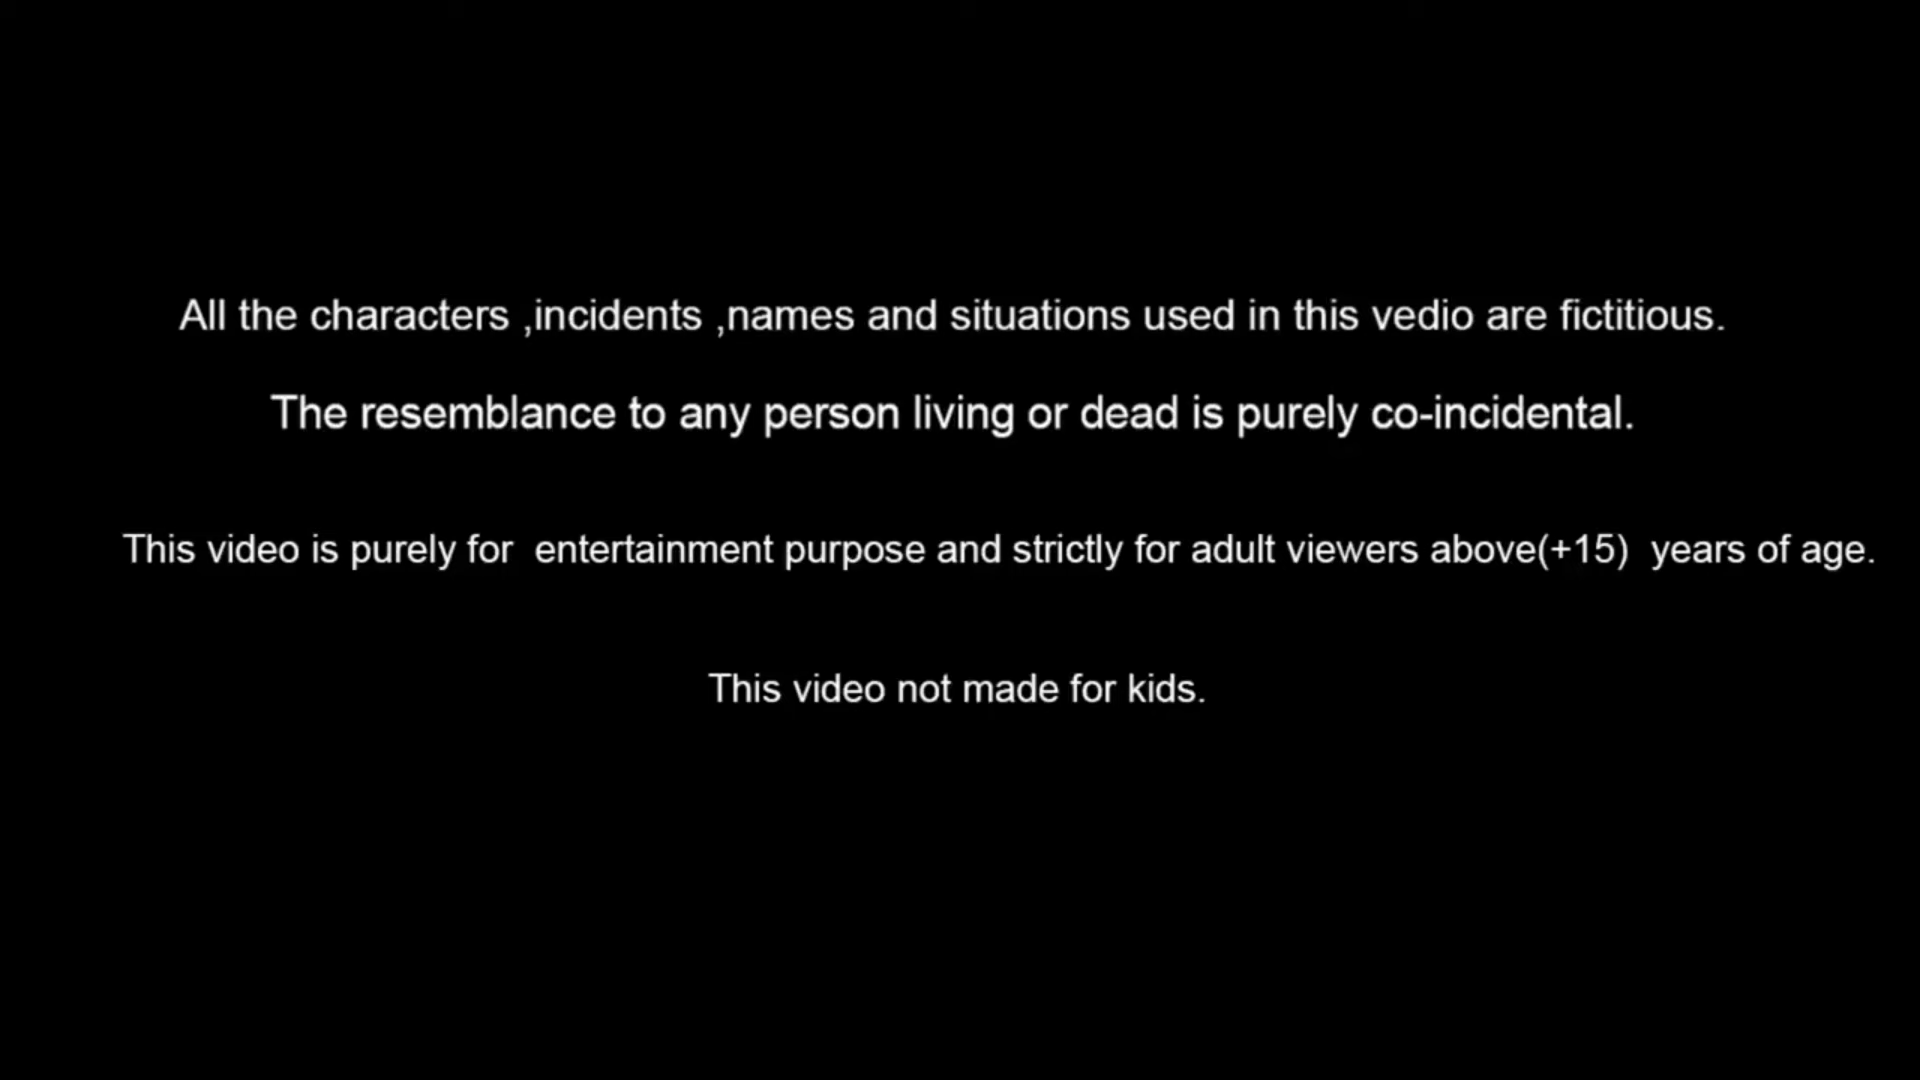 All the characters ,incidents ,names and situations used in this vedio are fictitious.
The resemblance to any person living or dead is purely co-incidental.
This video is purely for  entertainment purpose and strictly for adult viewers above(+15)  years of age.
This video not made for kids.